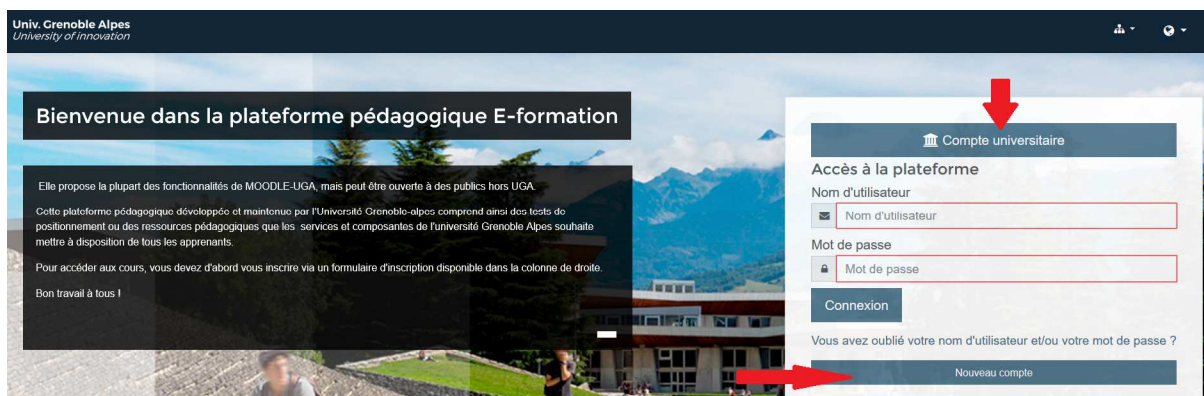 Univ. Grenoble Alpes
University of innovation
Bienvenue dans la plateforme pédagogique E-formation
Elle propose la plupart des fonctionnalités de MOODLE-UGA, mais peut être ouverte à des publics hors UGA.
Cette plateforme pédagogique développée et maintenue par l'Université Grenoble-alpes comprend ainsi des tests de
positionnement ou des ressources pédagogiques que les services et composantes de l'université Grenoble Alpes souhaite
mettre à disposition de tous les apprenants.
Pour accéder aux cours, vous devez d'abord vous inscrire via un formulaire d'inscription disponible dans la colonne de droite.
Bon travail à tous !
Compte universitaire
Accès à la plateforme
Nom d'utilisateur
Nom d'utilisateur
Mot de passe
Mot de passe
Connexion
Vous avez oublié votre nom d'utilisateur et/ou votre mot de passe ?
Nouveau compte